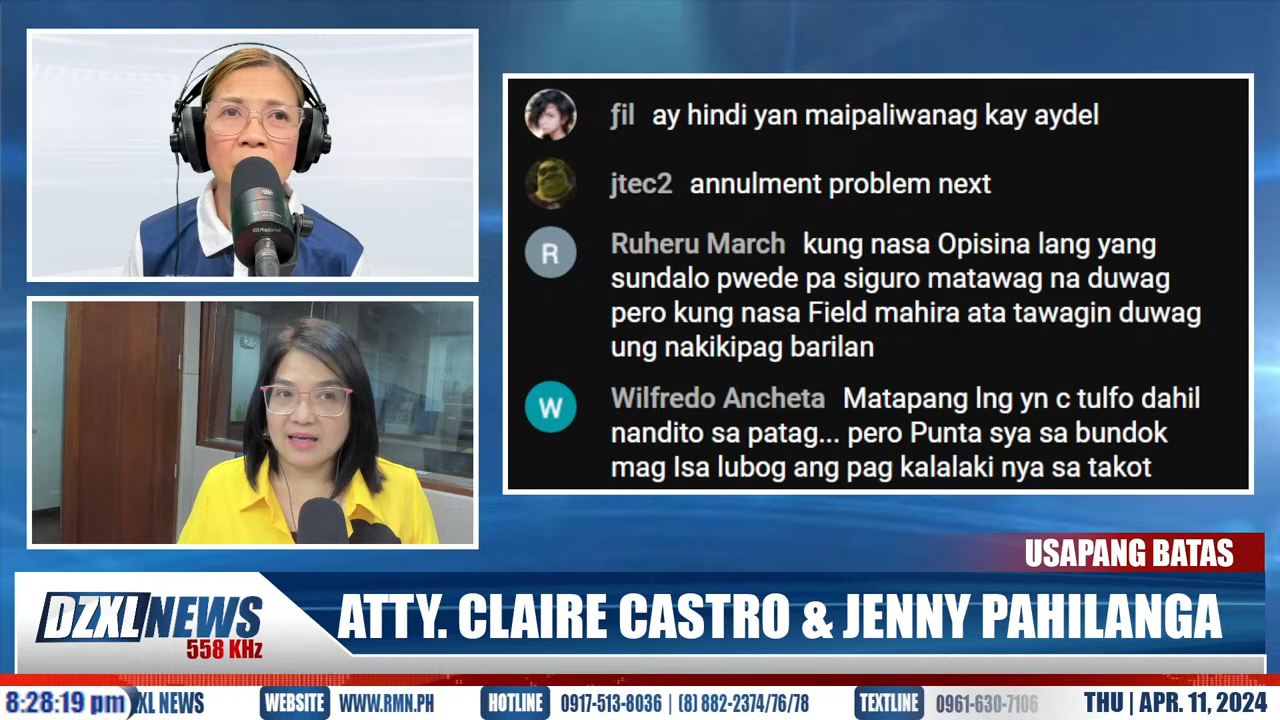 fil ay hindi yan maipaliwanag kay aydel
jtec2 annulment problem next
R
Ruheru March kung nasa Opisina lang yang
sundalo pwede pa siguro matawag na duwag
pero kung nasa Field mahira ata tawagin duwag
ung nakikipag barilan
W
Wilfredo Ancheta Matapang lng yn c tulfo dahil
nandito sa patag... pero Punta sya sa bundok
mag Isa lubog ang pag kalalaki nya sa takot
USAPANG BATAS
DZXL NEWS
558 KHz
ATTY. CLAIRE CASTRO & JENNY PAHILANGA
8:28:19 pm XL NEWS WEBSITE WWW.RMN.PH HOTLINE 0917-513-8036 | (8) 882-2374/76/78 TEXTLINE 0961-630-7106 THU | APR. 11, 2024